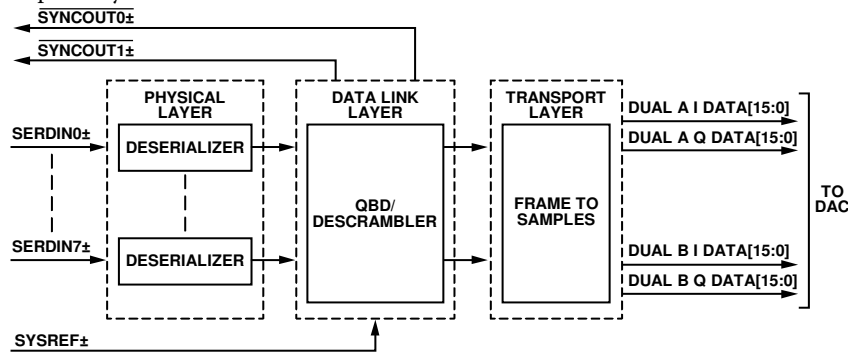 SYNCOUT0±
SYNCOUT1±
PHYSICAL
LAYER
DATA LINK
LAYER
TRANSPORT
LAYER
DUAL A I DATA[15:0]
DUAL A Q DATA[15:0]
SERDIN0±
DESERIALIZER
QBD/
DESCRAMBLER
FRAME TO
SAMPLES
TO
DAC
SERDIN7±
DESERIALIZER
DUAL B I DATA[15:0]
DUAL B Q DATA[15:0]
SYSREF±